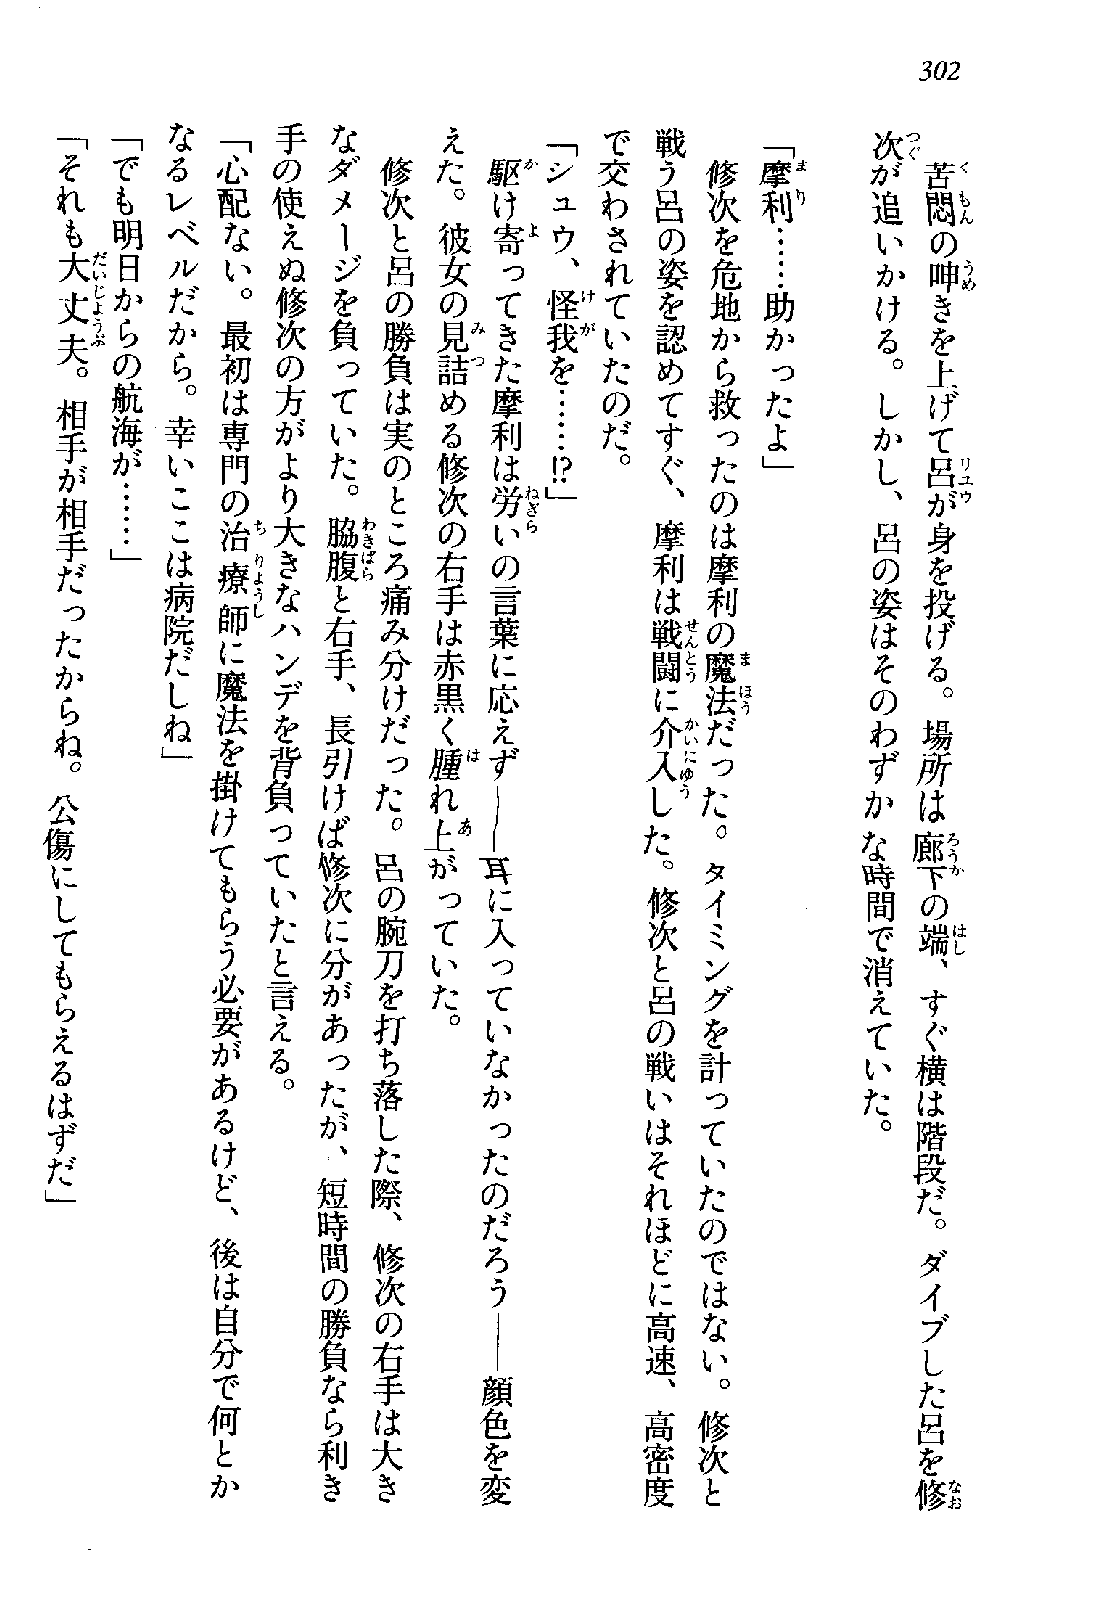 302
苦悶の呻きを上げて呂が身を投げる。場所は廊下の端、すぐ横は階段だ。ダイブした呂を修
次が追いかける。しかし、呂の姿はそのわずかな時間で消えていた。
「摩利……助かったよ」
修次を危地から救ったのは摩利の魔法だった。タイミングを計っていたのではない。修次と
戦う呂の姿を認めてすぐ、摩利は戦闘に介入した。修次と呂の戦いはそれほどに高速、高密度
で交わされていたのだ。
「シュウ、怪我を……!?」
駆け寄ってきた摩利は労いの言葉に応えず――耳に入っていなかったのだろう――顔色を変
えた。彼女の見詰める修次の右手は赤黒く腫れ上がっていた。
修次と呂の勝負は実のところ痛み分けだった。呂の腕刀を打ち落した際、修次の右手は大き
なダメージを負っていた。脇腹と右手、長引けば修次に分があったが、短時間の勝負なら利き
手の使えぬ修次の方がより大きなハンデを背負っていたと言える。
「心配ない。最初は専門の治療師に魔法を掛けてもらう必要があるけど、後は自分で何とか
なるレベルだから。幸いここは病院だしね」
「でも明日からの航海が……」
「それも大丈夫。相手が相手だったからね。公傷にしてもらえるはずだ」